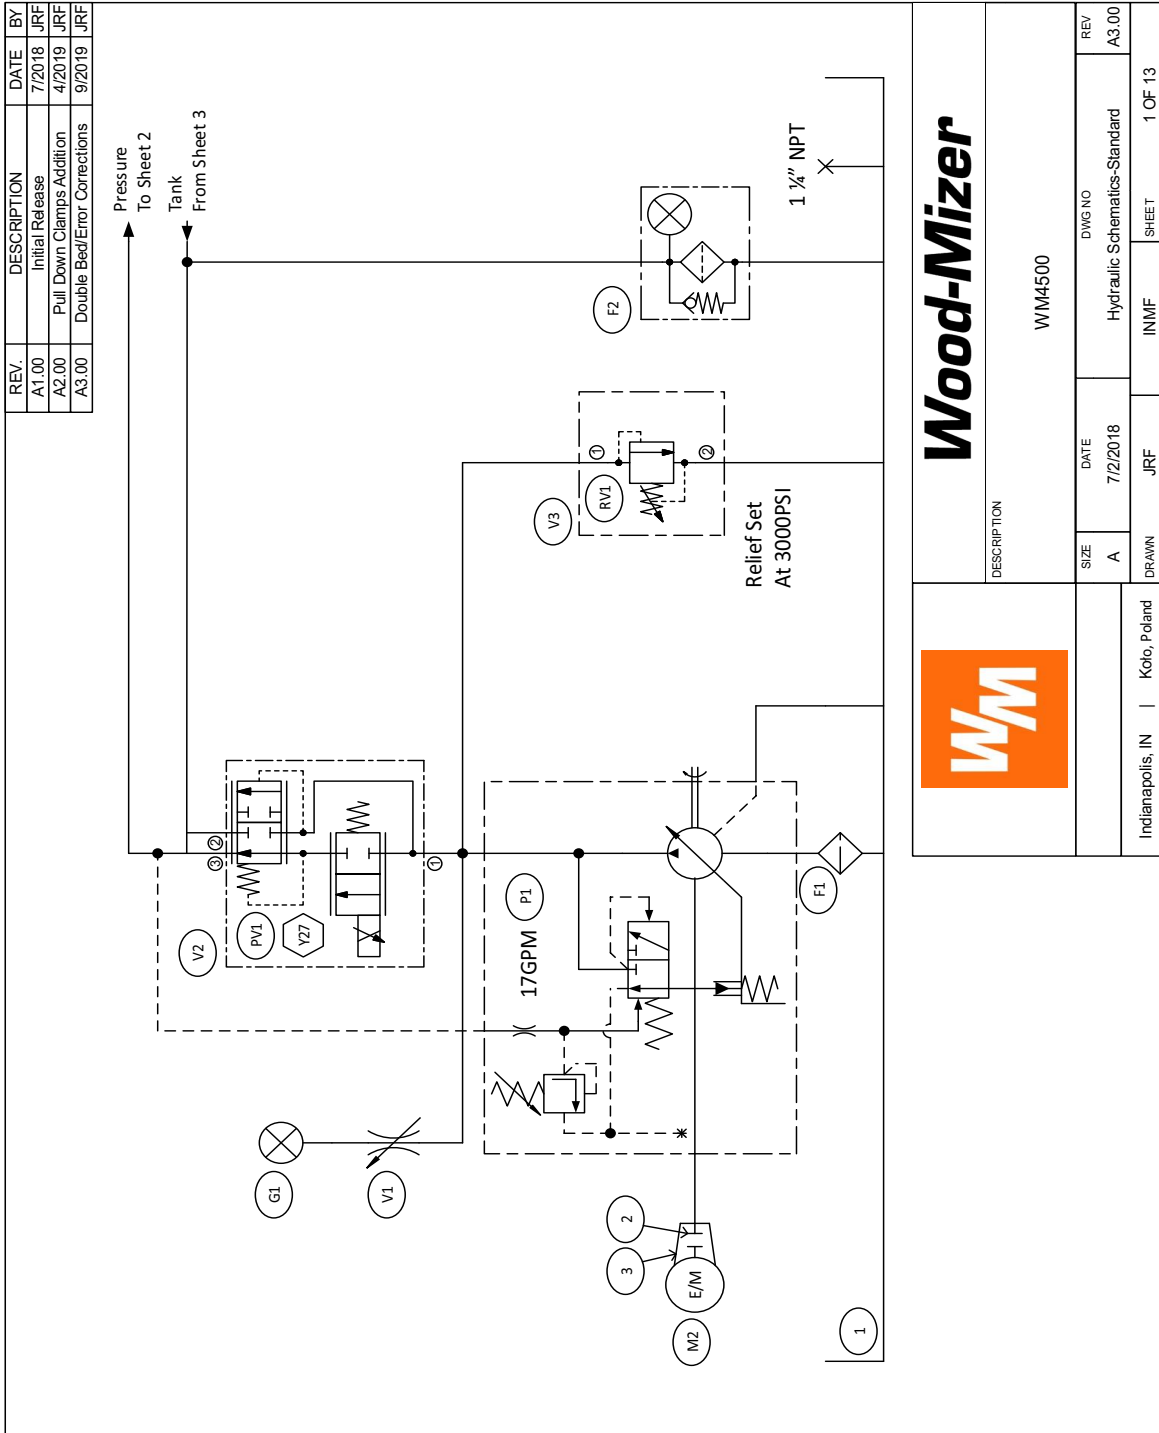 REV. DESCRIPTION DATE BY
A1.00 Initial Release 7/2018 JRF
A2.00 Pull Down Clamps Addition 4/2019 JRF
A3.00 Double Bed/Error Corrections 9/2019 JRF
Pressure
To Sheet 2
Tank
From Sheet 3
G1
V1
V2
PV1
Y27
3
2
1
V3
RV1
1
2
Relief Set
At 3000PSI
F2
1 ¼” NPT
17GPM
P1
3
2
E/M
M2
F1
1
WM
Wood-Mizer
DESCRIPTION
WM4500
SIZE
A
DATE
7/2/2018
DWG NO
Hydraulic Schematics-Standard
REV
A3.00
Indianapolis, IN | Koło, Poland
DRAWN JRF INMF SHEET 1 OF 13